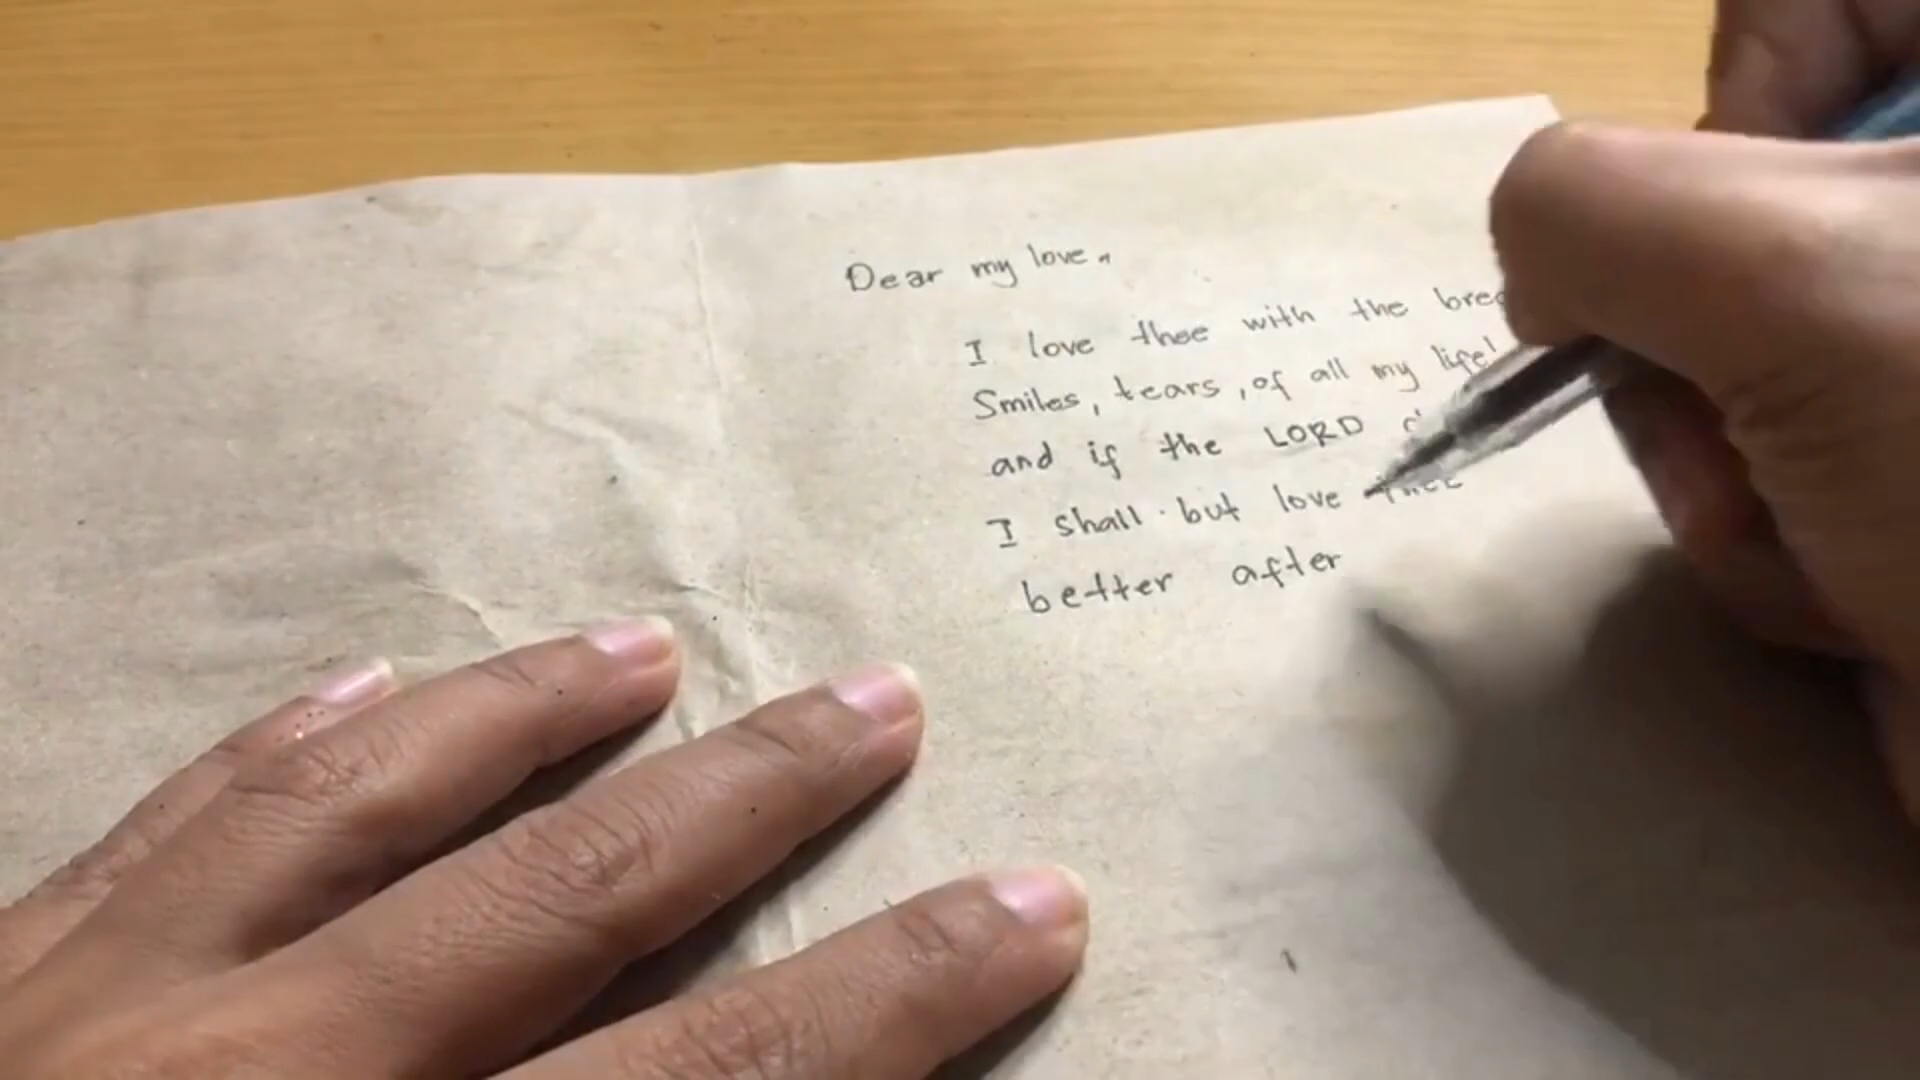 Dear my love,
I love thee with the
Smiles, tears, of all my life!
and if the LORD
I shall but love thee
better after